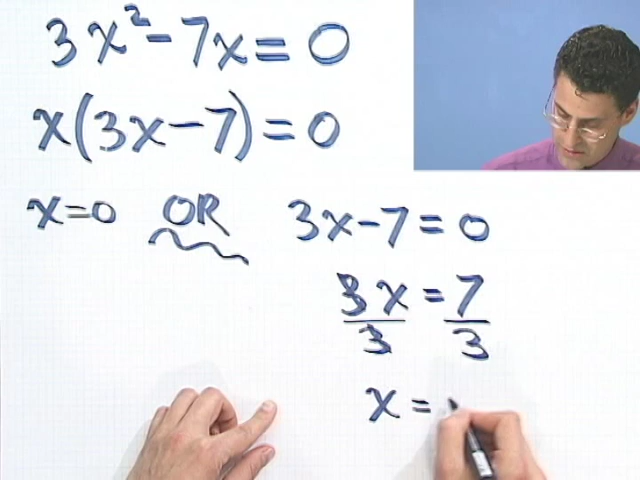 3x² - 7x = 0
x(3x - 7) = 0
x = 0 OR 3x - 7 = 0
3x = 7
3 3
x =